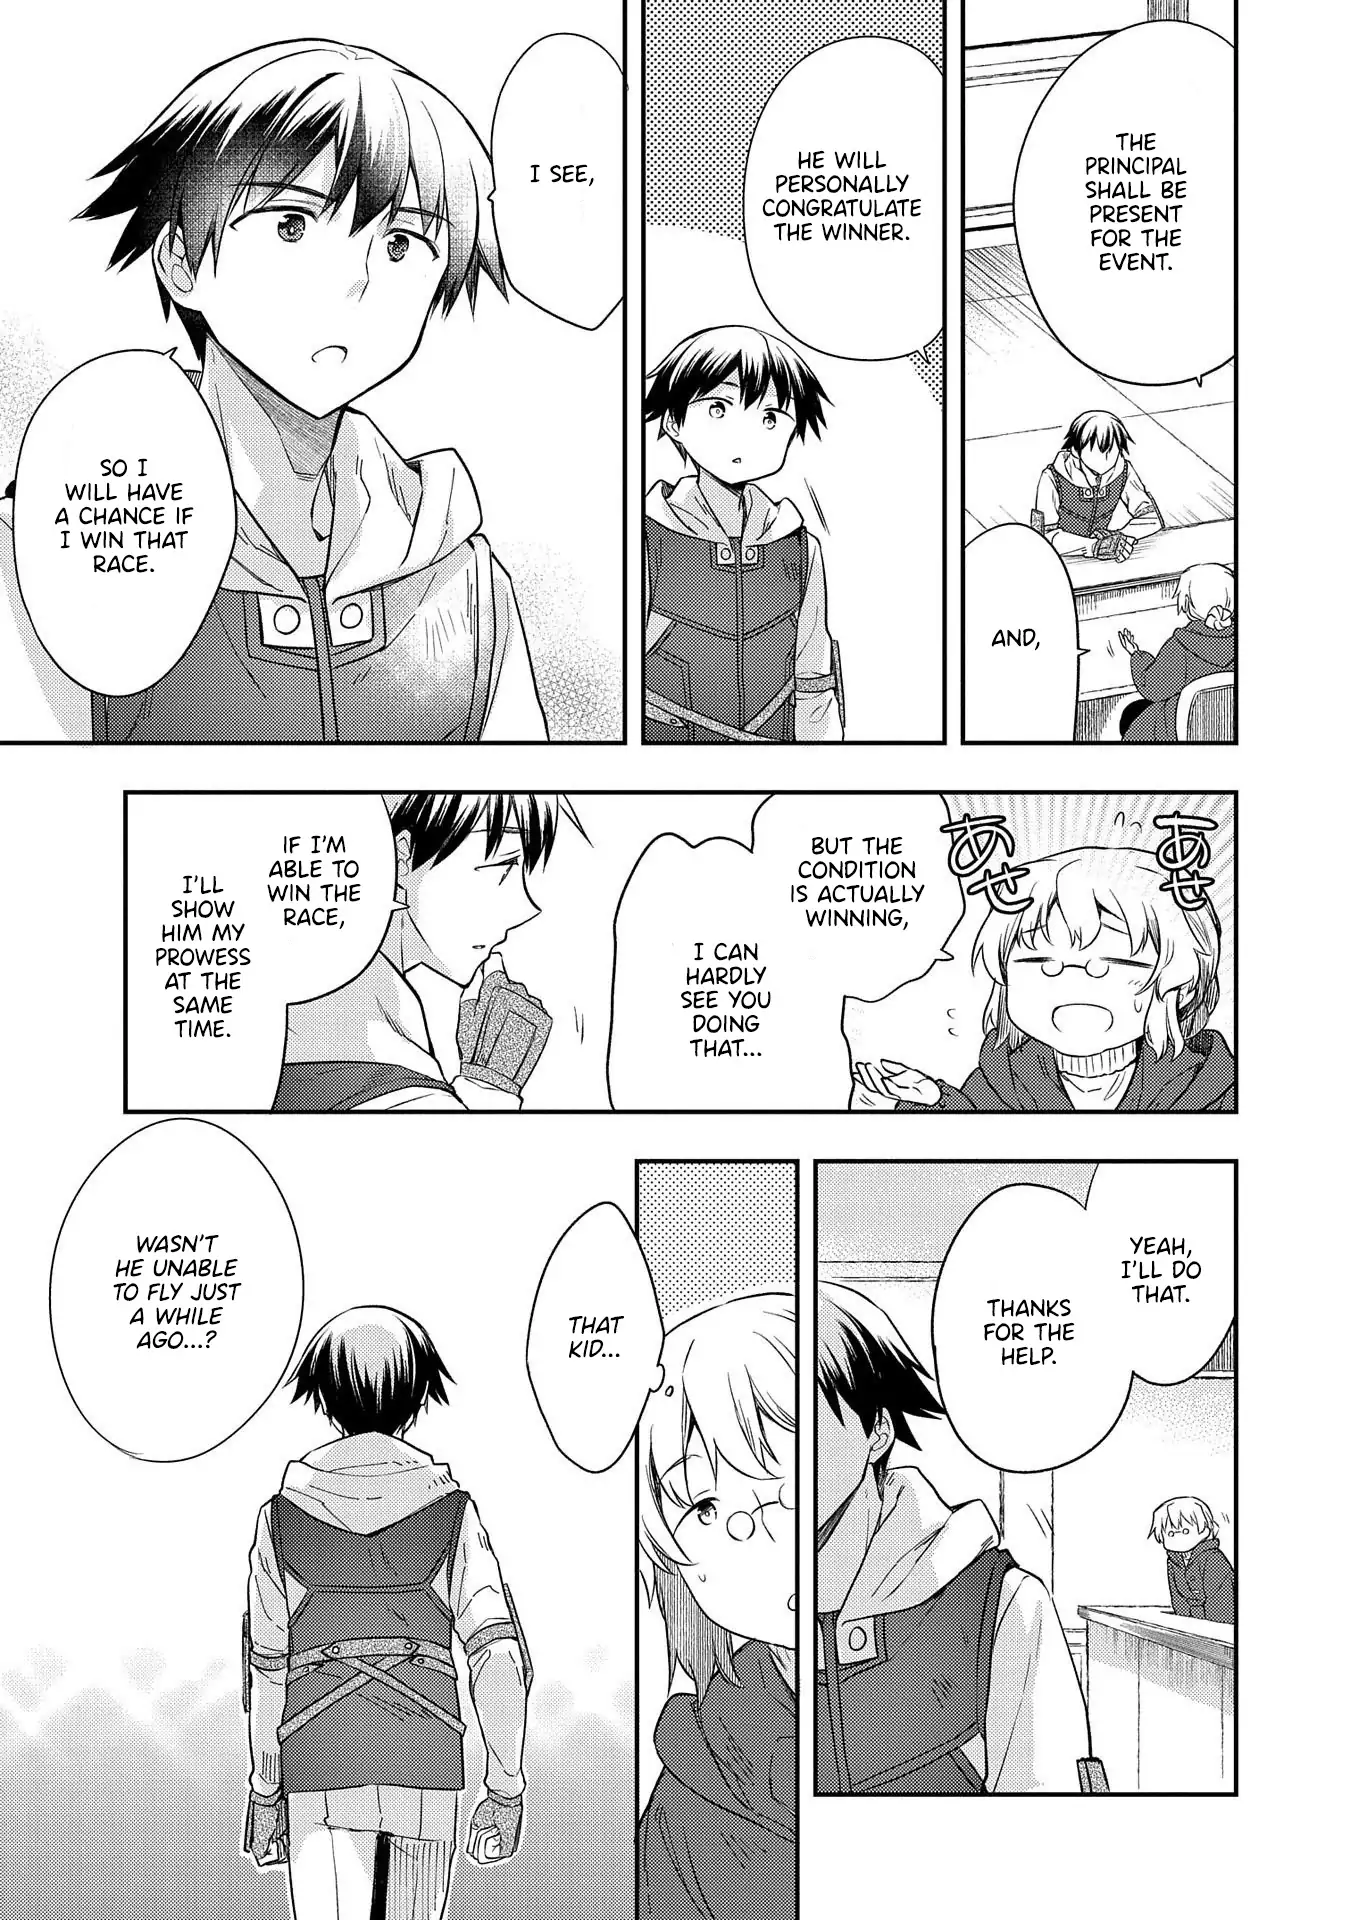 THE
PRINCIPAL
SHALL BE
PRESENT
FOR THE
EVENT.
AND,
HE WILL
PERSONALLY
CONGRATULATE
THE WINNER.
I SEE,
SO I
WILL HAVE
A CHANCE IF
I WIN THAT
RACE.
あせ
あせ
BUT THE
CONDITION
IS ACTUALLY
WINNING,
I CAN
HARDLY
SEE YOU
DOING
THAT...
IF I'M
ABLE TO
WIN THE
RACE,
I'LL
SHOW
HIM MY
PROWESS
AT THE
SAME
TIME.
YEAH,
I'LL DO
THAT.
THANKS
FOR THE
HELP.
THAT
KID...
WASN'T
HE UNABLE
TO FLY JUST
A WHILE
AGO...?